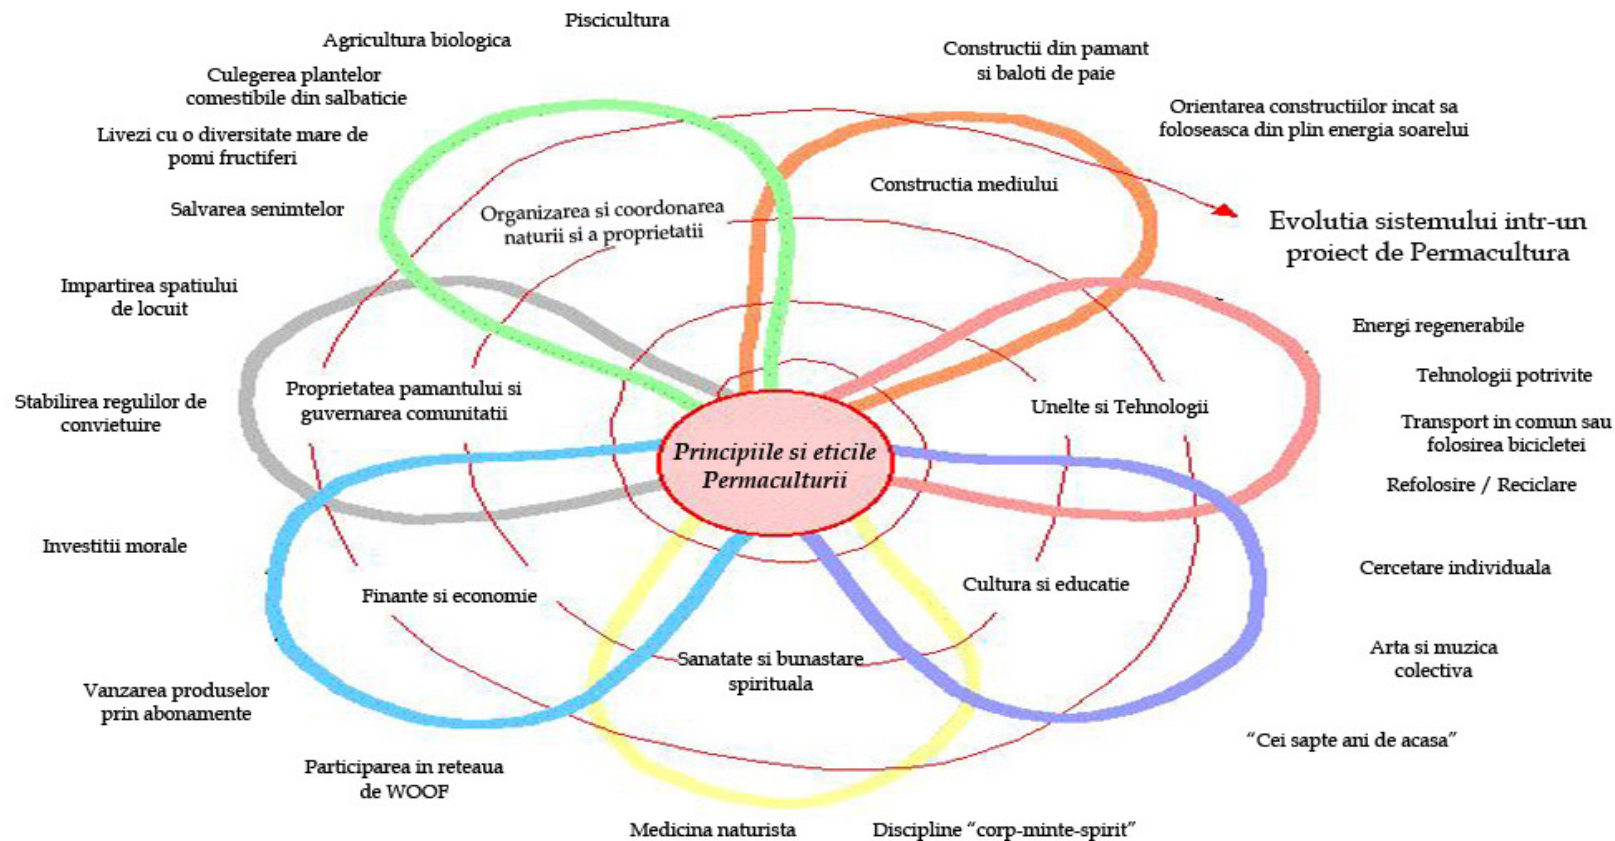 Piscicultura
Agricultura biologica
Culegerea plantelor
comestibile din salbaticie
Livezi cu o diversitate mare de
pomi fructiferi
Salvarea senimtelor
Constructii din pamant
si baloti de paie
Orientarea constructiilor incat sa
foloseasca din plin energia soarelui
Constructia mediului
Organizarea si coordonarea
naturii si a proprietatii
Evolutia sistemului intr-un
proiect de Permacultura
Impartirea spatiului
de locuit
Stabilirea regulilor de
convietuire
Proprietatea pamantului si
guvernarea comunitatii
Principiile si eticile
Permaculturii
Unelte si Tehnologii
Energi regenerabile
Tehnologii potrivite
Transport in comun sau
folosirea bicicletei
Refolosire / Reciclare
Investitii morale
Finante si economie
Vanzarea produselor
prin abonamente
Participarea in reteaua
de WOOF
Sanatate si bunastare
spirituala
Cultura si educatie
Cercetare individuala
Arta si muzica
colectiva
"Cei sapte ani de acasa"
Medicina naturista
Discipline "corp-minte-spirit"